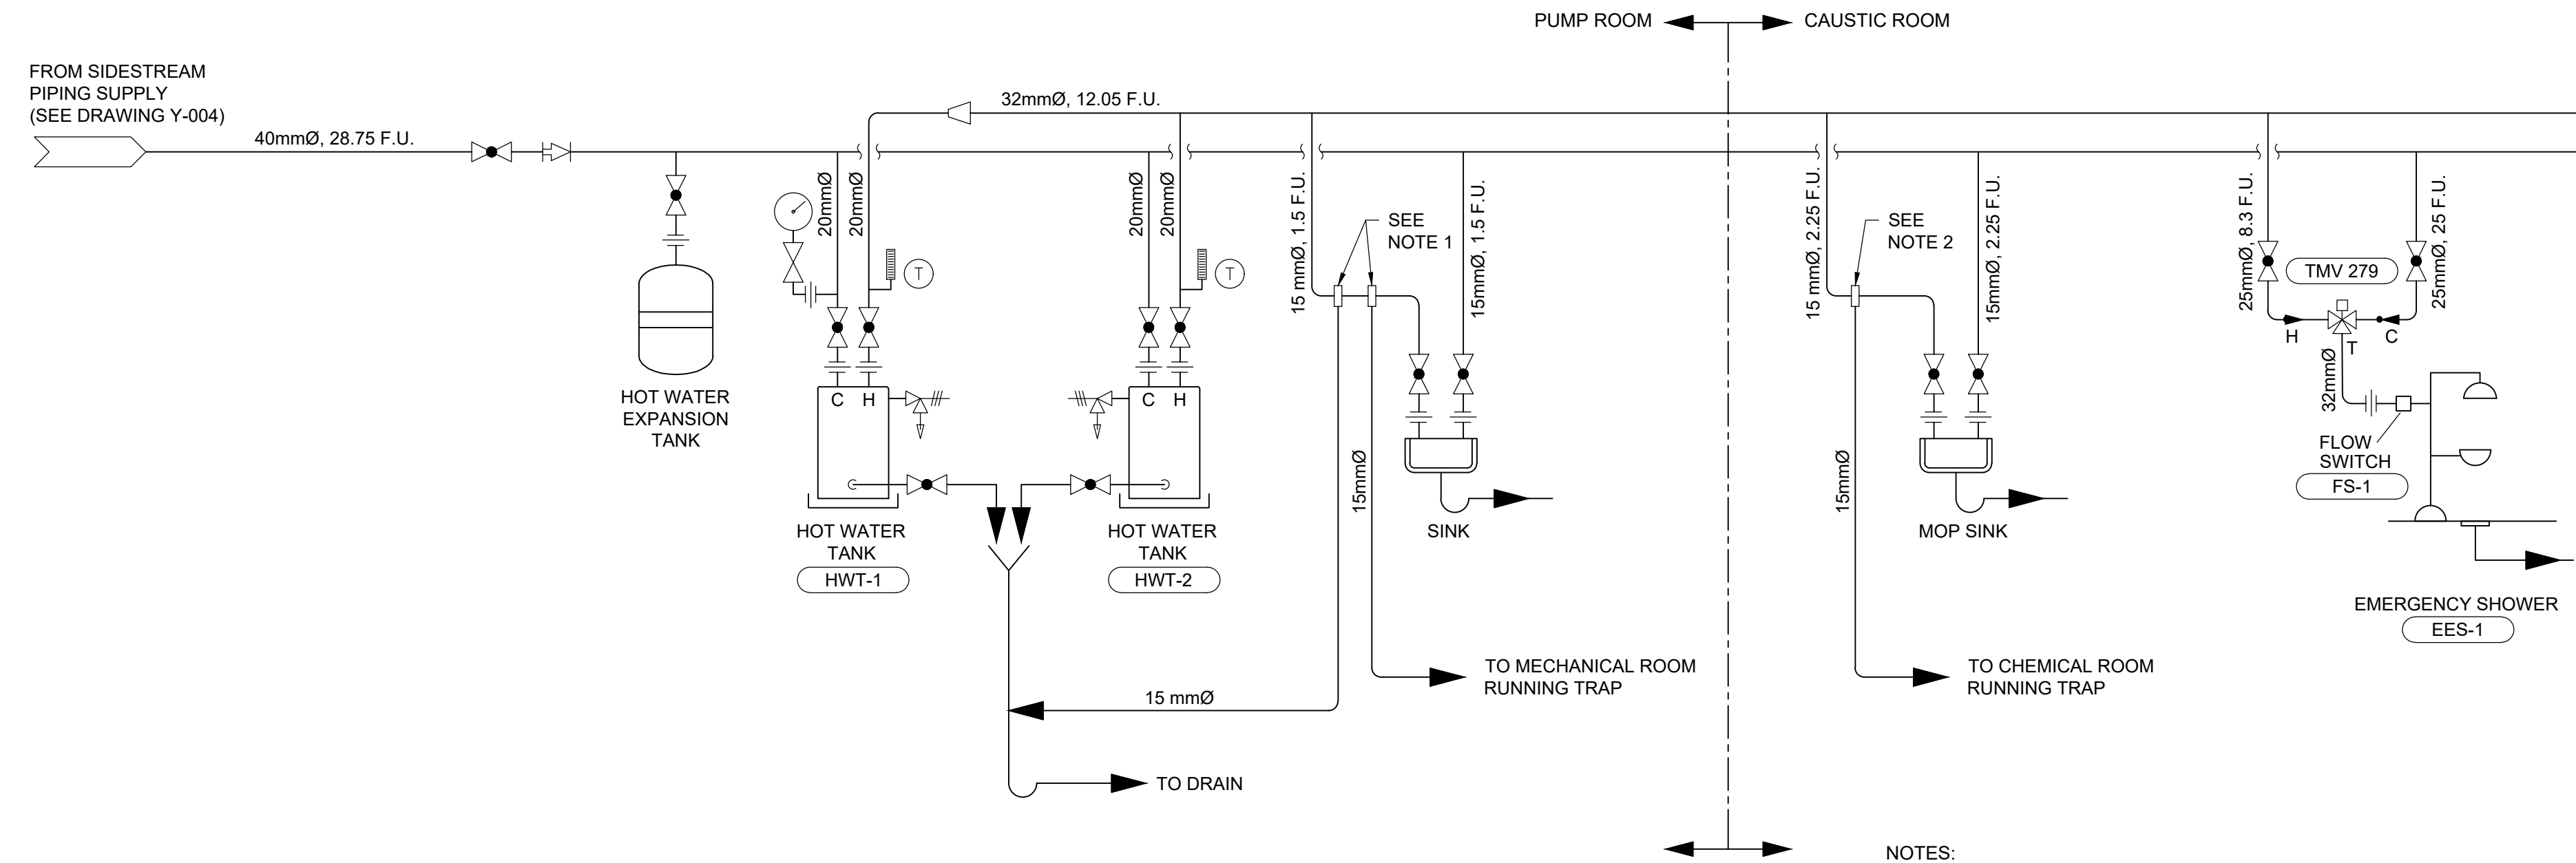 PUMP ROOM
CAUSTIC ROOM
FROM SIDESTREAM
PIPING SUPPLY
(SEE DRAWING Y-004)
40mmØ, 28.75 F.U.
32mmØ, 12.05 F.U.
20mmØ
20mmØ
20mmØ
20mmØ
15 mmØ, 1.5 F.U.
15mmØ, 1.5 F.U.
15 mmØ, 2.25 F.U.
15mmØ, 2.25 F.U.
25mmØ, 8.3 F.U.
25mmØ, 25 F.U.
SEE
NOTE 1
SEE
NOTE 2
T
T
TMV 279
H
T
C
32mmØ
HOT WATER
EXPANSION
TANK
C H
C H
FLOW
SWITCH
FS-1
15mmØ
15mmØ
HOT WATER
TANK
HWT-1
HOT WATER
TANK
HWT-2
SINK
MOP SINK
EMERGENCY SHOWER
EES-1
TO MECHANICAL ROOM
RUNNING TRAP
TO CHEMICAL ROOM
RUNNING TRAP
15 mmØ
TO DRAIN
NOTES: